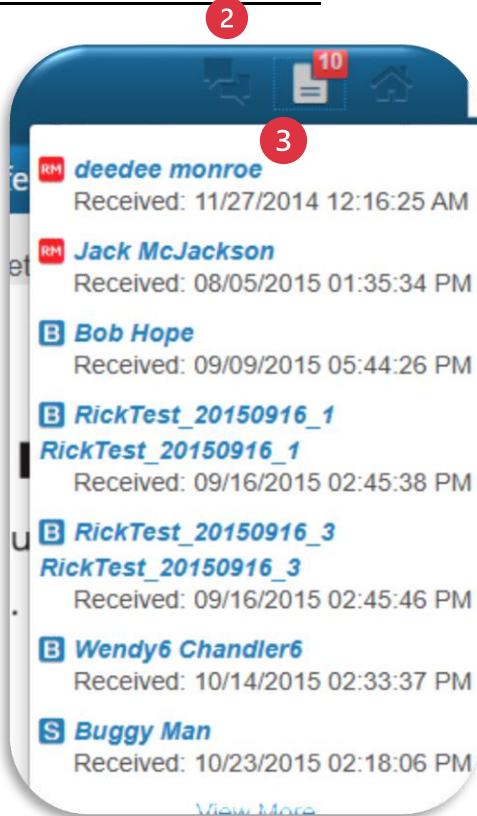 2
10
3
fe
RM deedee monroe
Received: 11/27/2014 12:16:25 AM
et
RM Jack McJackson
Received: 08/05/2015 01:35:34 PM
B Bob Hope
Received: 09/09/2015 05:44:26 PM
B RickTest_20150916_1
RickTest_20150916_1
Received: 09/16/2015 02:45:38 PM
u
B RickTest_20150916_3
RickTest_20150916_3
Received: 09/16/2015 02:45:46 PM
.
B Wendy6 Chandler6
Received: 10/14/2015 02:33:37 PM
S Buggy Man
Received: 10/23/2015 02:18:06 PM
View More